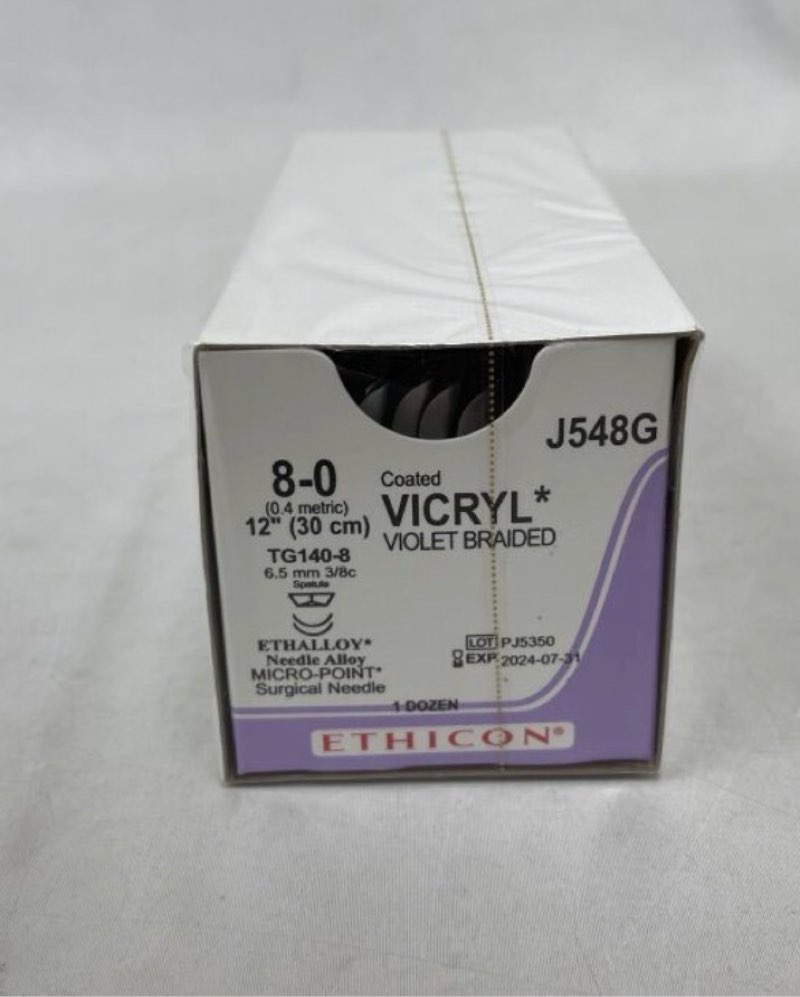 J548G
8-0
(0.4 metric)
12" (30 cm)
TG140-8
6.5 mm 3/8c
Spatula
ETHALLOY*
Needle Alloy
MICRO-POINT*
Surgical Needle
Coated
VICRYL*
VIOLET BRAIDED
LOT PJ5350
EXP 2024-07-31
1 DOZEN
ETHICON®